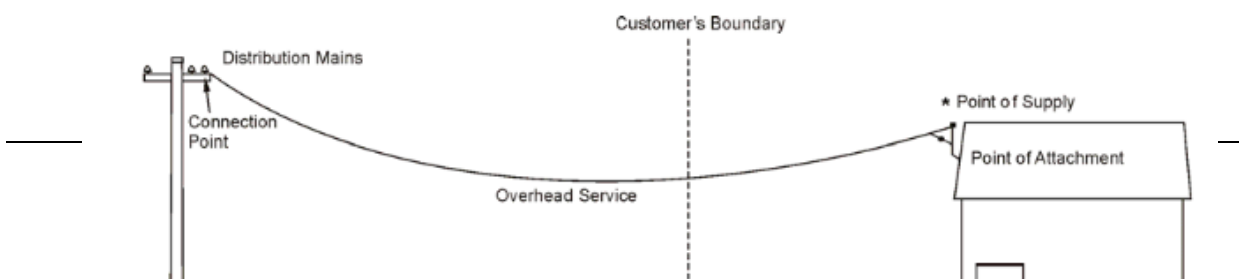 Customer's Boundary
Distribution Mains
* Point of Supply
Connection
Point
Point of Attachment
Overhead Service